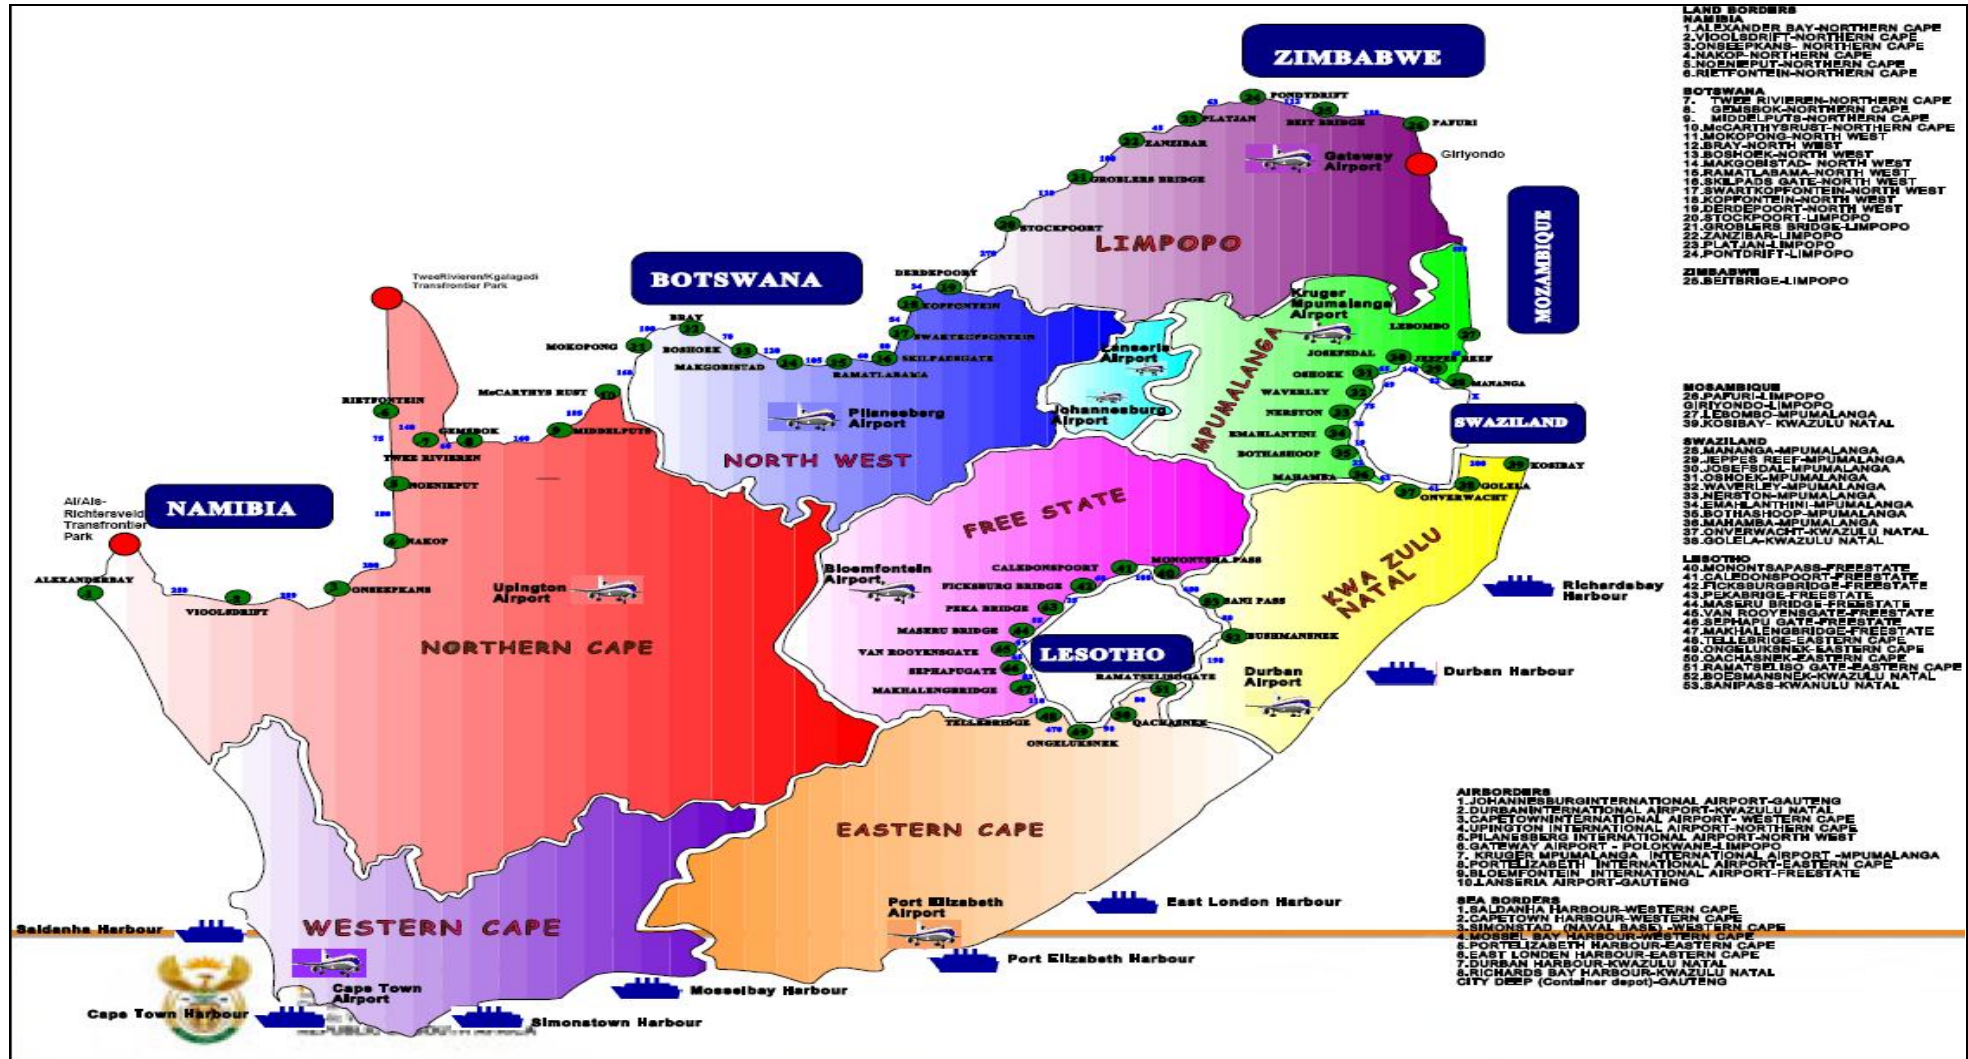 LAND BORDERS
NAMIBIA
1.ALEXANDER BAY-NORTHERN CAPE
2.VIOOLSDRIFT-NORTHERN CAPE
3.ONSEEPKANS- NORTHERN CAPE
4.NAKOP-NORTHERN CAPE
5.NOENIEPUT-NORTHERN CAPE
6.RIETFONTEIN-NORTHERN CAPE
BOTSWANA
7. TWEE RIVIEREN-NORTHERN CAPE
8. GEMSBOK-NORTHERN CAPE
9. MIDDELPUTS-NORTHERN CAPE
10.McCARTHYSRUST-NORTHERN CAPE
11.MOKOPONG-NORTH WEST
12.BRAY-NORTH WEST
13.BOSHOEK-NORTH WEST
14.MAKGOBISTAD- NORTH WEST
15.RAMATLABAMA-NORTH WEST
16.SKILPADS GATE-NORTH WEST
17.SWARTKOPFONTEIN-NORTH WEST
18.KOPFONTEIN-NORTH WEST
19.DERDEPOORT-NORTH WEST
20.STOCKPOORT-LIMPOPO
21.GROBLERS BRIDGE-LIMPOPO
22.ZANZIBAR-LIMPOPO
23.PLATJAN-LIMPOPO
24.PONTDRIFT-LIMPOPO
ZIMBABWE
25.BEITBRIGE-LIMPOPO
MOSAMBIQUE
26.PAFURI-LIMPOPO
GIRIYONDO-LIMPOPO
27.LEBOMBO-MPUMALANGA
39.KOSIBAY- KWAZULU NATAL
SWAZILAND
28.MANANGA-MPUMALANGA
29.JEPPES REEF-MPUMALANGA
30.JOSEFSDAL-MPUMALANGA
31.OSHOEK-MPUMALANGA
32.WAVERLEY-MPUMALANGA
33.NERSTON-MPUMALANGA
34.EMAHLANTHINI-MPUMALANGA
35.BOTHASHOOP-MPUMALANGA
36.MAHAMBA-MPUMALANGA
37.ONVERWACHT-KWAZULU NATAL
38.GOLELA-KWAZULU NATAL
LESOTHO
40.MONONTSAPASS-FREESTATE
41.CALEDONSPOORT-FREESTATE
42.FICKSBURGBRIDGE-FREESTATE
43.PEKABRIGE-FREESTATE
44.MASERU BRIDGE-FREESTATE
45.VAN ROOYENSGATE-FREESTATE
46.SEPHAPU GATE-FREESTATE
47.MAKHALENGBRIDGE-FREESTATE
48.TELLEBRIGE-EASTERN CAPE
49.ONGELUKSNEK-EASTERN CAPE
50.QACHASNEK-EASTERN CAPE
51.RAMATSELISO GATE-EASTERN CAPE
52.BOESMANSNEK-KWAZULU NATAL
53.SANIPASS-KWANULU NATAL
AIRBORDERS
1.JOHANNESBURGINTERNATIONAL AIRPORT-GAUTENG
2.DURBANINTERNATIONAL AIRPORT-KWAZULU NATAL
3.CAPETOWNINTERNATIONAL AIRPORT- WESTERN CAPE
4.UPINGTON INTERNATIONAL AIRPORT-NORTHERN CAPE
5.PILANESBERG INTERNATIONAL AIRPORT-NORTH WEST
6.GATEWAY AIRPORT - POLOKWANE-LIMPOPO
7. KRUGER MPUMALANGA INTERNATIONAL AIRPORT -MPUMALANGA
8.PORTELIZABETH INTERNATIONAL AIRPORT-EASTERN CAPE
9.BLOEMFONTEIN INTERNATIONAL AIRPORT-FREESTATE
10.LANSERIA AIRPORT-GAUTENG
SEA BORDERS
1.SALDANHA HARBOUR-WESTERN CAPE
2.CAPETOWN HARBOUR-WESTERN CAPE
3.SIMONSTAD (NAVAL BASE) -WESTERN CAPE
4.MOSSEL BAY HARBOUR-WESTERN CAPE
5.PORTELIZABETH HARBOUR-EASTERN CAPE
6.EAST LONDEN HARBOUR-EASTERN CAPE
7.DURBAN HARBOUR-KWAZULU NATAL
8.RICHARDS BAY HARBOUR-KWAZULU NATAL
CITY DEEP (Container depot)-GAUTENG
ZIMBABWE
BOTSWANA
MOZAMBIQUE
NAMIBIA
SWAZILAND
LESOTHO
LIMPOPO
NORTH WEST
MPUMALANGA
FREE STATE
KWA ZULU
NATAL
NORTHERN CAPE
EASTERN CAPE
WESTERN CAPE
PONDYDRIFT
PLATJAN
BEIT BRIDGE
PAFURI
ZANZIBAR
GROBLERS BRIDGE
STOCKPOORT
Giriyondo
Gateway
Airport
TweeRivieren/Kgalagadi
Transfrontier Park
DERDEPOORT
KOPFONTEIN
SWARTKOPFONTEIN
SKILPADSGATE
RAMATLABAMA
MAKGOBISTAD
BOSHOEK
BRAY
MOKOPONG
McCARTHYS RUST
MIDDELPUTS
GEMSBOK
TWEE RIVIEREN
RIETFONTEIN
NOENIEPUT
NAKOP
ONSEEPKANS
VIOOLSDRIFT
ALEXANDERBAY
Ai/Ais-
Richtersveld
Transfrontier
Park
Kruger
Mpumalanga
Airport
Lanseria
Airport
Johannesburg
Airport
Pilanesberg
Airport
LEBOMBO
JOSEFSDAL
JEPPES REEF
MANANGA
OSHOEK
WAVERLEY
NERSTON
EMAHLANTINI
BOTHASHOOP
MAHAMBA
ONVERWACHT
GOLELA
KOSIBAY
MONONTSHA PASS
CALEDONSPOORT
FICKSBURG BRIDGE
PEKA BRIDGE
MASERU BRIDGE
VAN ROOYENSGATE
SEPHAPUGATE
MAKHALENGBRIDGE
TELLEBRIDGE
ONGELUKSNEK
QACHASNEK
RAMATSELISOGATE
BUSHMANSNEK
SANI PASS
Bloemfontein
Airport
Upington
Airport
Durban
Airport
Richardsbay
Harbour
Durban Harbour
East London Harbour
Port Elizabeth
Airport
Port Elizabeth Harbour
Mosselbay Harbour
Simonstown Harbour
Cape Town
Airport
Cape Town Harbour
Saldanha Harbour